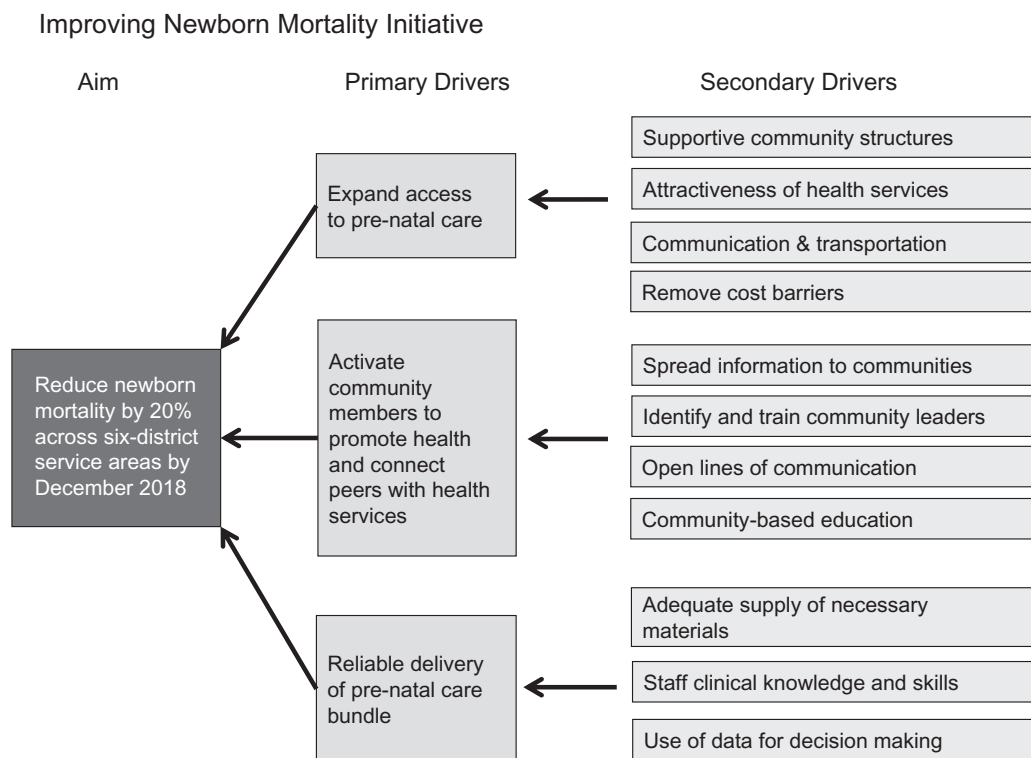 Improving Newborn Mortality Initiative
Aim
Primary Drivers
Secondary Drivers
Reduce newborn
mortality by 20%
across six-district
service areas by
December 2018
Expand access
to pre-natal care
Activate
community
members to
promote health
and connect
peers with health
services
Reliable delivery
of pre-natal care
bundle
Supportive community structures
Attractiveness of health services
Communication & transportation
Remove cost barriers
Spread information to communities
Identify and train community leaders
Open lines of communication
Community-based education
Adequate supply of necessary
materials
Staff clinical knowledge and skills
Use of data for decision making